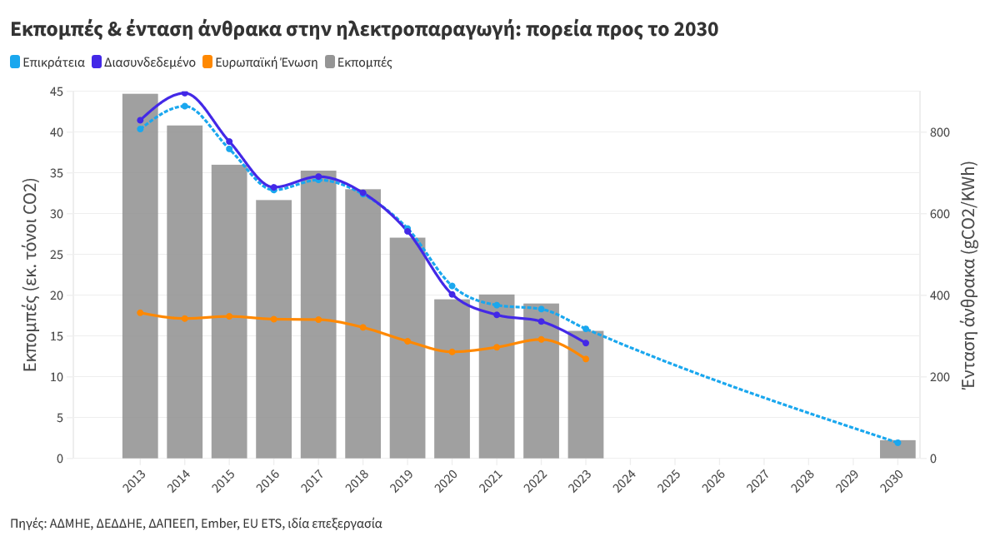 Εκπομπές & ένταση άνθρακα στην ηλεκτροπαραγωγή: πορεία προς το 2030
Επικράτεια Διασυνδεδεμένο Ευρωπαϊκή Ένωση Εκπομπές
Εκπομπές (εκ. τόνοι CO2)
45
40
35
30
25
20
15
10
5
0
800
600
400
200
0
Ένταση άνθρακα (gCO2/KWh)
2013 2014 2015 2016 2017 2018 2019 2020 2021 2022 2023 2024 2025 2026 2027 2028 2029 2030
Πηγές: ΑΔΜΗΕ, ΔΕΔΔΗΕ, ΔΑΠΕΕΠ, Ember, EU ETS, ιδία επεξεργασία